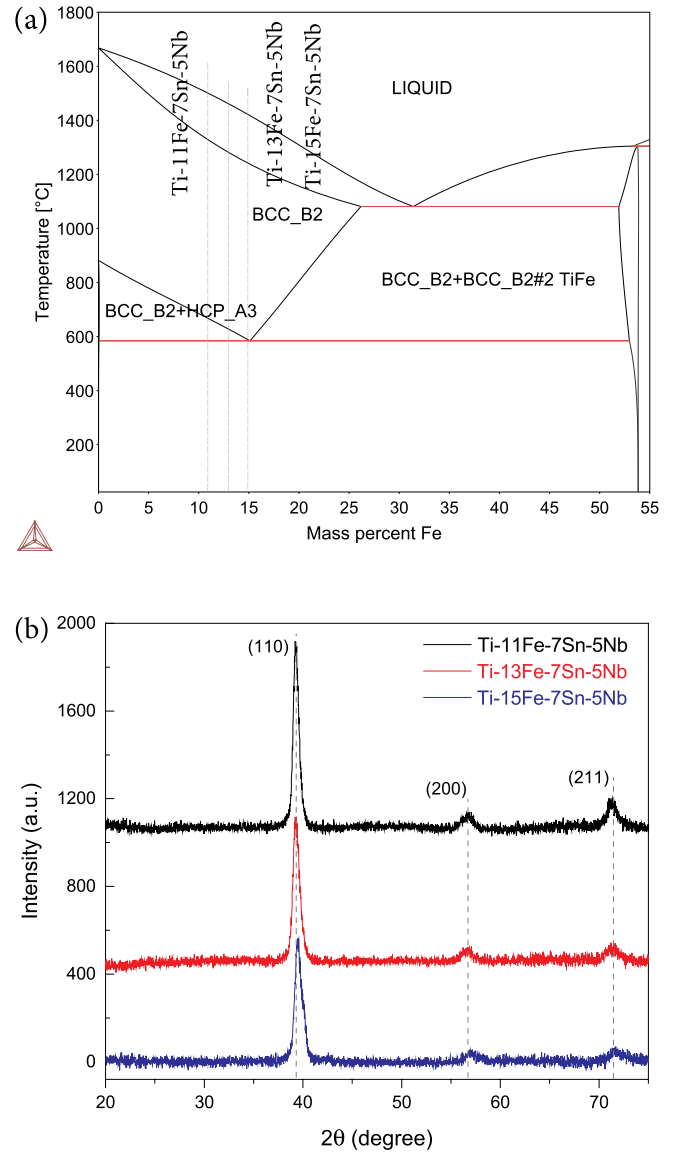 (a)
1800
1600
1400
1200
1000
800
600
400
200
Temperature [°C]
Ti-11Fe-7Sn-5Nb
Ti-13Fe-7Sn-5Nb
Ti-15Fe-7Sn-5Nb
LIQUID
BCC_B2
BCC_B2+BCC_B2#2 TiFe
BCC_B2+HCP_A3
0 5 10 15 20 25 30 35 40 45 50 55
Mass percent Fe
(b)
2000
1600
1200
800
400
0
Intensity (a.u.)
(110)
(200)
(211)
Ti-11Fe-7Sn-5Nb
Ti-13Fe-7Sn-5Nb
Ti-15Fe-7Sn-5Nb
20 30 40 50 60 70
2θ (degree)